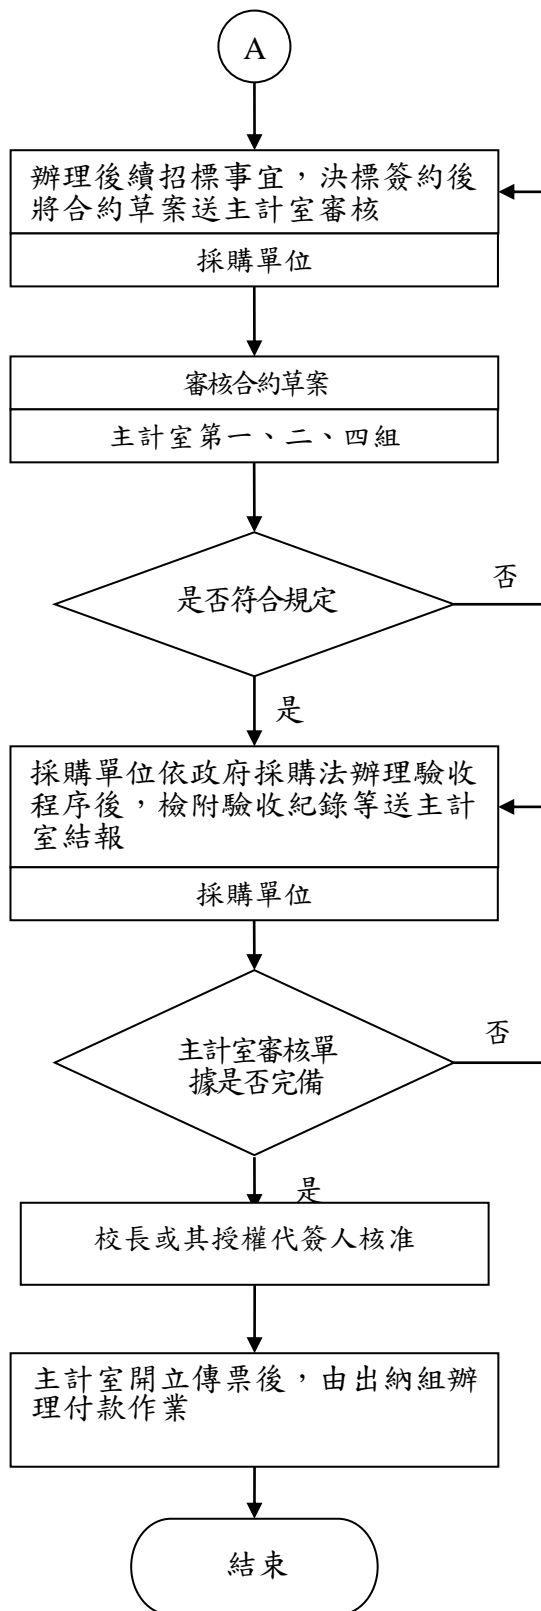 A
辦理後續招標事宜，決標簽約後
將合約草案送主計室審核
採購單位
審核合約草案
主計室第一、二、四組
是否符合規定
否
是
採購單位依政府採購法辦理驗收
程序後，檢附驗收紀錄等送主計
室結報
採購單位
主計室審核單
據是否完備
否
是
校長或其授權代簽人核准
主計室開立傳票後，由出納組辦
理付款作業
結束